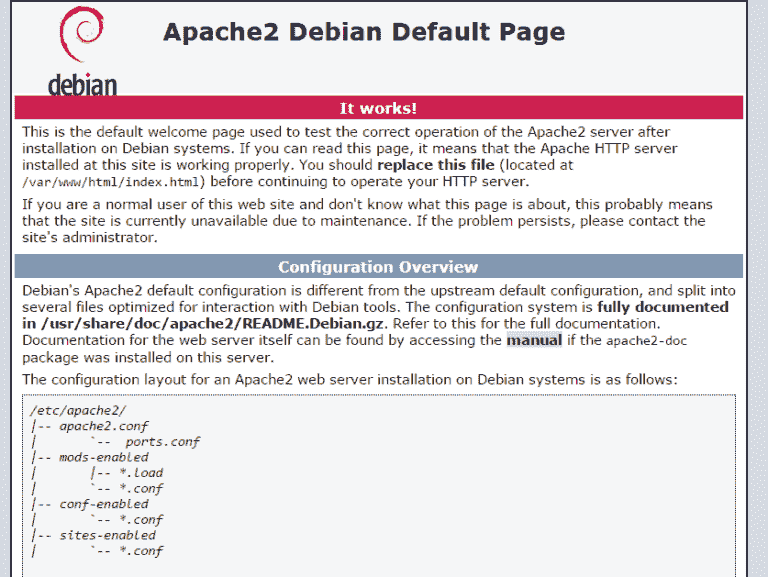 debian
Apache2 Debian Default Page
It works!
This is the default welcome page used to test the correct operation of the Apache2 server after
installation on Debian systems. If you can read this page, it means that the Apache HTTP server
installed at this site is working properly. You should replace this file (located at
/var/www/html/index.html) before continuing to operate your HTTP server.
If you are a normal user of this web site and don't know what this page is about, this probably means
that the site is currently unavailable due to maintenance. If the problem persists, please contact the
site's administrator.
Configuration Overview
Debian's Apache2 default configuration is different from the upstream default configuration, and split into
several files optimized for interaction with Debian tools. The configuration system is fully documented
in /usr/share/doc/apache2/README.Debian.gz. Refer to this for the full documentation.
Documentation for the web server itself can be found by accessing the manual if the apache2-doc
package was installed on this server.
The configuration layout for an Apache2 web server installation on Debian systems is as follows:
/etc/apache2/
|-- apache2.conf
|       `--  ports.conf
|-- mods-enabled
|       |-- *.load
|       `-- *.conf
|-- conf-enabled
|       `-- *.conf
|-- sites-enabled
|       `-- *.conf